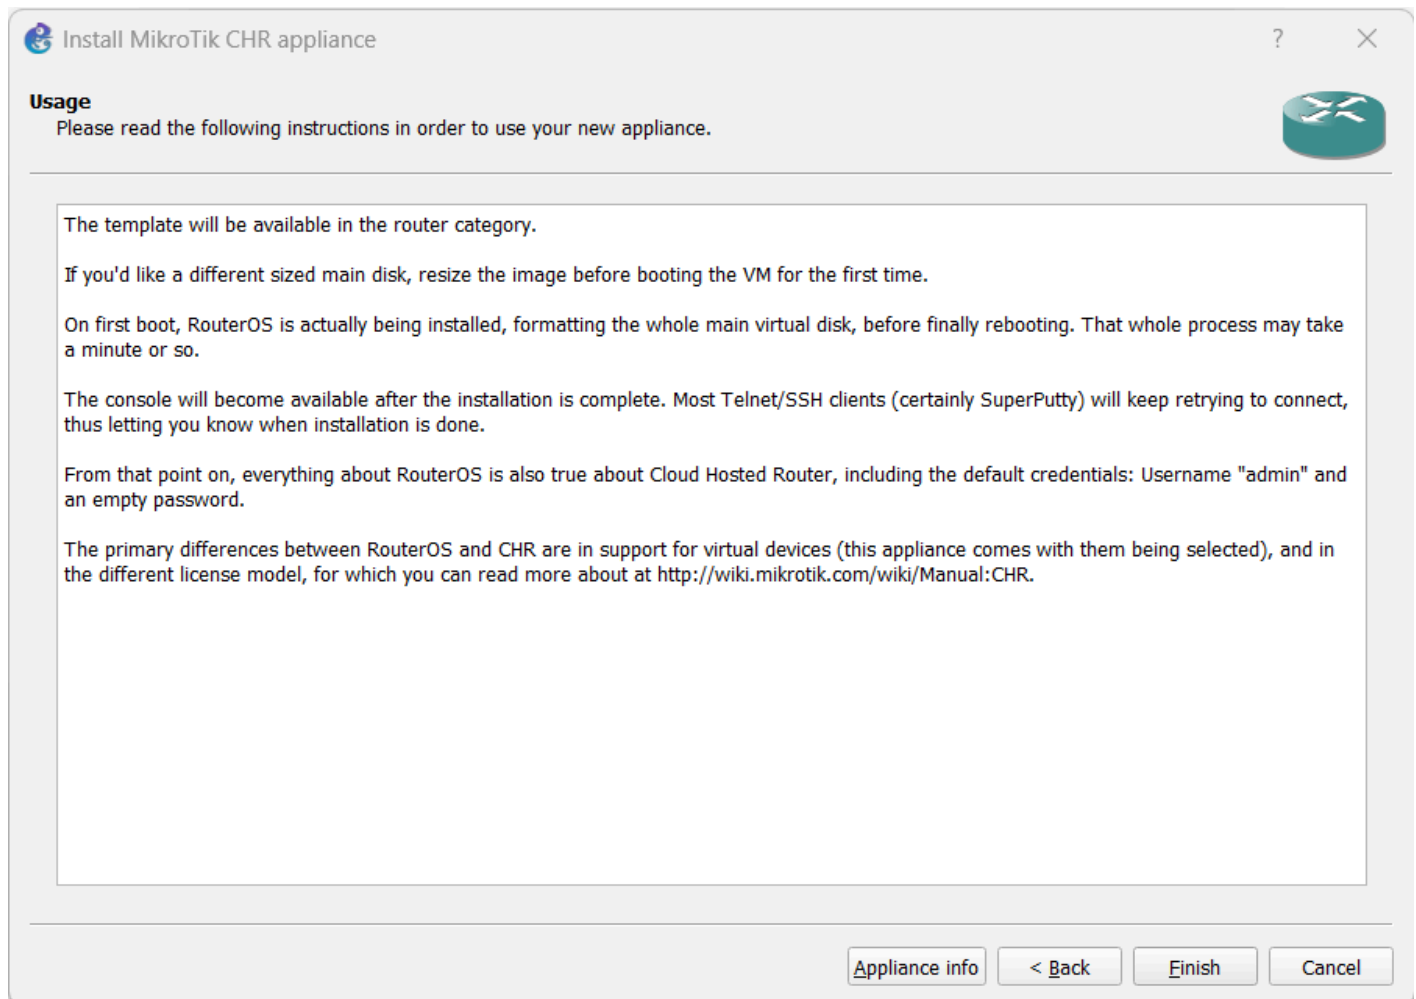 Install MikroTik CHR appliance
?
Usage
Please read the following instructions in order to use your new appliance.
The template will be available in the router category.
If you'd like a different sized main disk, resize the image before booting the VM for the first time.
On first boot, RouterOS is actually being installed, formatting the whole main virtual disk, before finally rebooting. That whole process may take
a minute or so.
The console will become available after the installation is complete. Most Telnet/SSH clients (certainly SuperPutty) will keep retrying to connect,
thus letting you know when installation is done.
From that point on, everything about RouterOS is also true about Cloud Hosted Router, including the default credentials: Username "admin" and
an empty password.
The primary differences between RouterOS and CHR are in support for virtual devices (this appliance comes with them being selected), and in
the different license model, for which you can read more about at http://wiki.mikrotik.com/wiki/Manual:CHR.
Appliance info
< Back
Finish
Cancel